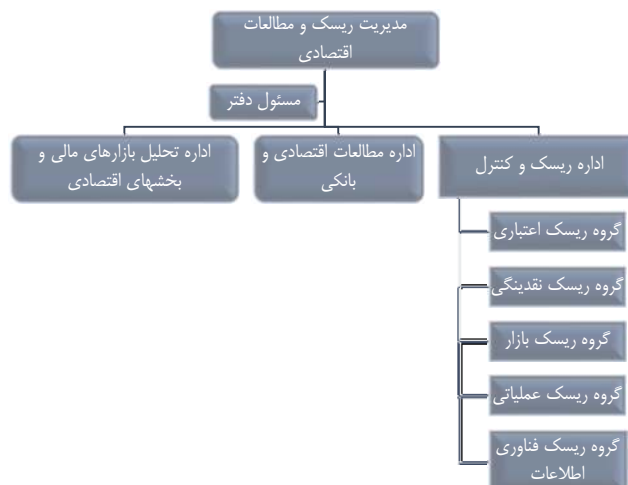 مدیریت ریسک و مطالعات
اقتصادی
مسئول دفتر
اداره ریسک و کنترل
اداره مطالعات اقتصادی و
بانکی
اداره تحلیل بازارهای مالی و
بخشهای اقتصادی
گروه ریسک اعتباری
گروه ریسک نقدینگی
گروه ریسک بازار
گروه ریسک عملیاتی
گروه ریسک فناوری
اطلاعات